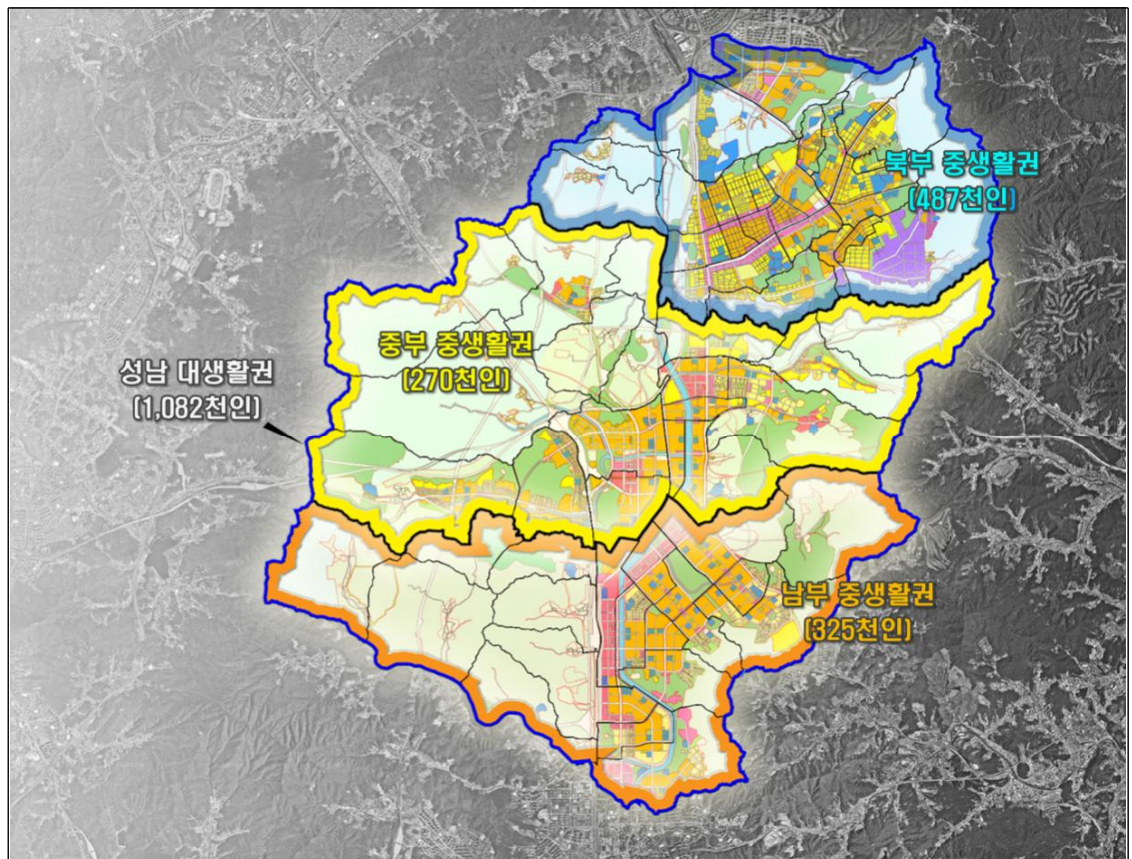 북부 중생활권
(487천인)
중부 중생활권
(270천인)
성남 대생활권
(1,082천인)
남부 중생활권
(325천인)